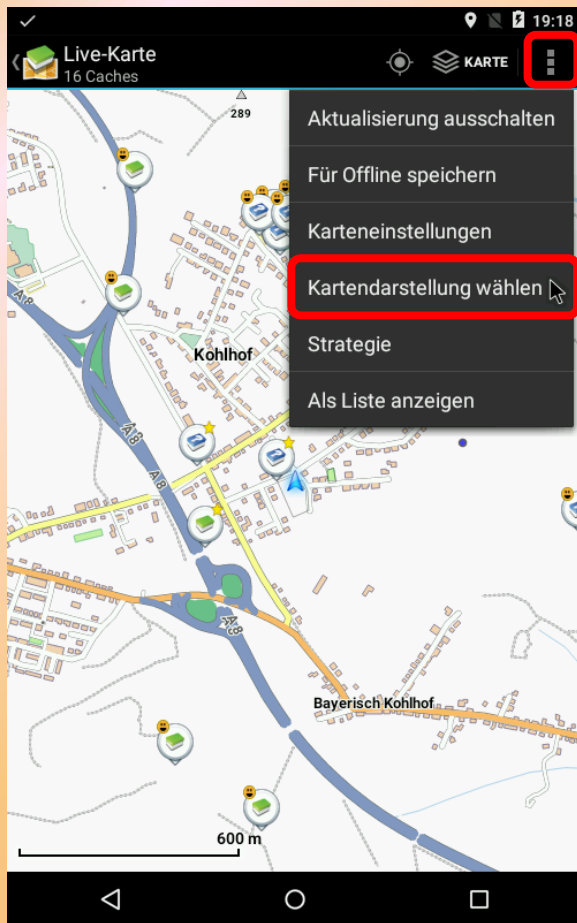 19:18
Live-Karte
16 Caches
KARTE
289
Aktualisierung ausschalten
Für Offline speichern
Karteneinstellungen
Kartendarstellung wählen
Strategie
Als Liste anzeigen
A 8
Kohlhof
A 8
A 8
A 8
Bayerisch Kohlhof
600 m